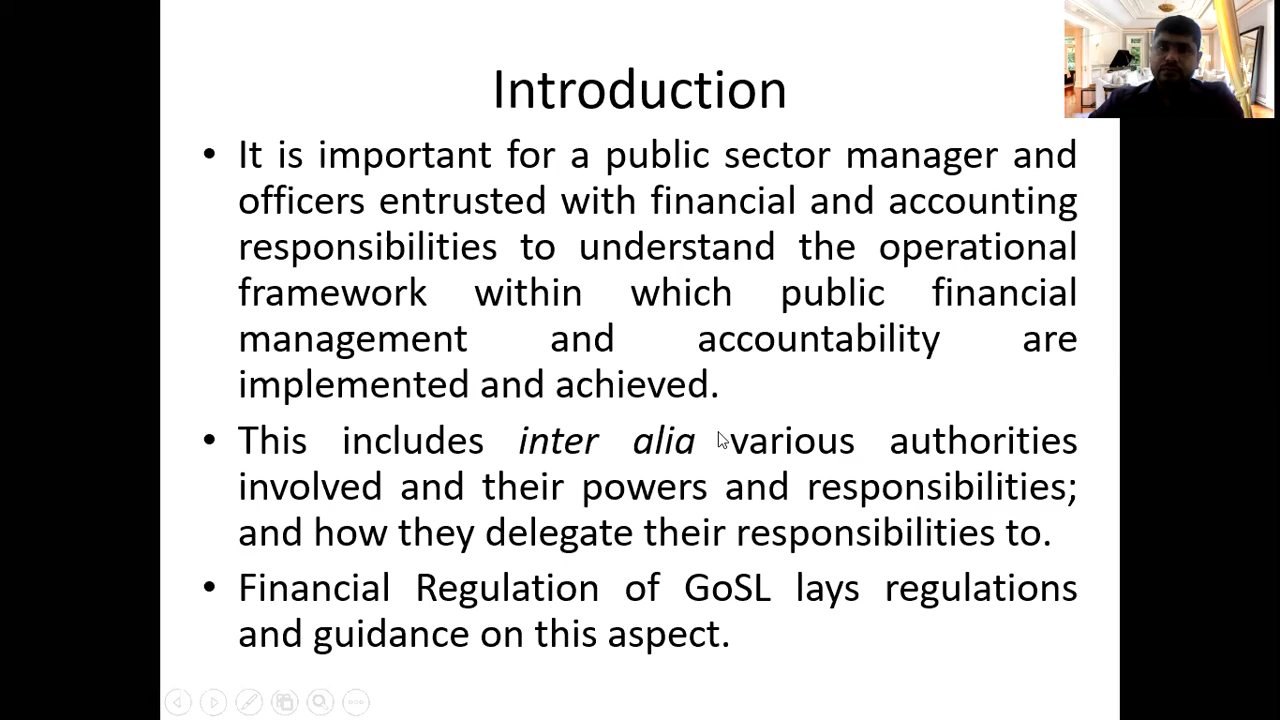 Introduction
• It is important for a public sector manager and
officers entrusted with financial and accounting
responsibilities to understand the operational
framework within which public financial
management and accountability are
implemented and achieved.
• This includes inter alia various authorities
involved and their powers and responsibilities;
and how they delegate their responsibilities to.
• Financial Regulation of GoSL lays regulations
and guidance on this aspect.